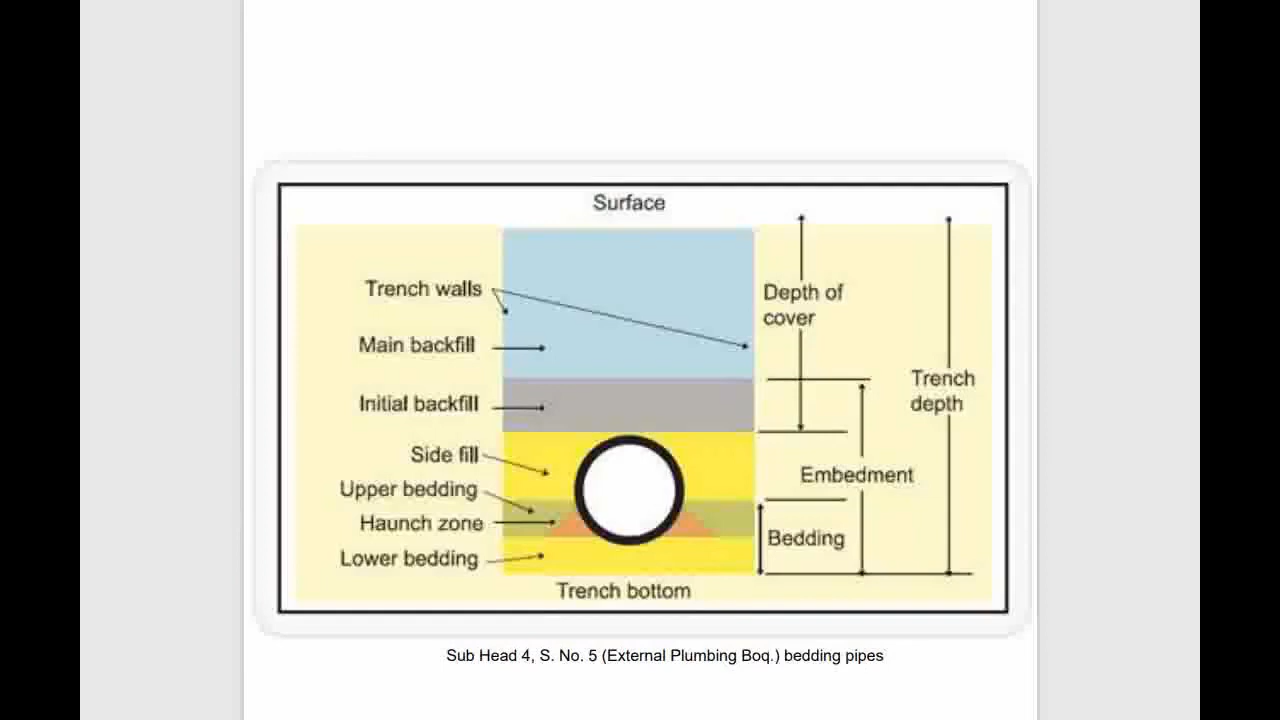 Surface
Trench walls
Depth of
cover
Main backfill
Trench
depth
Initial backfill
Side fill
Embedment
Upper bedding
Haunch zone
Bedding
Lower bedding
Trench bottom
Sub Head 4, S. No. 5 (External Plumbing Boq.) bedding pipes